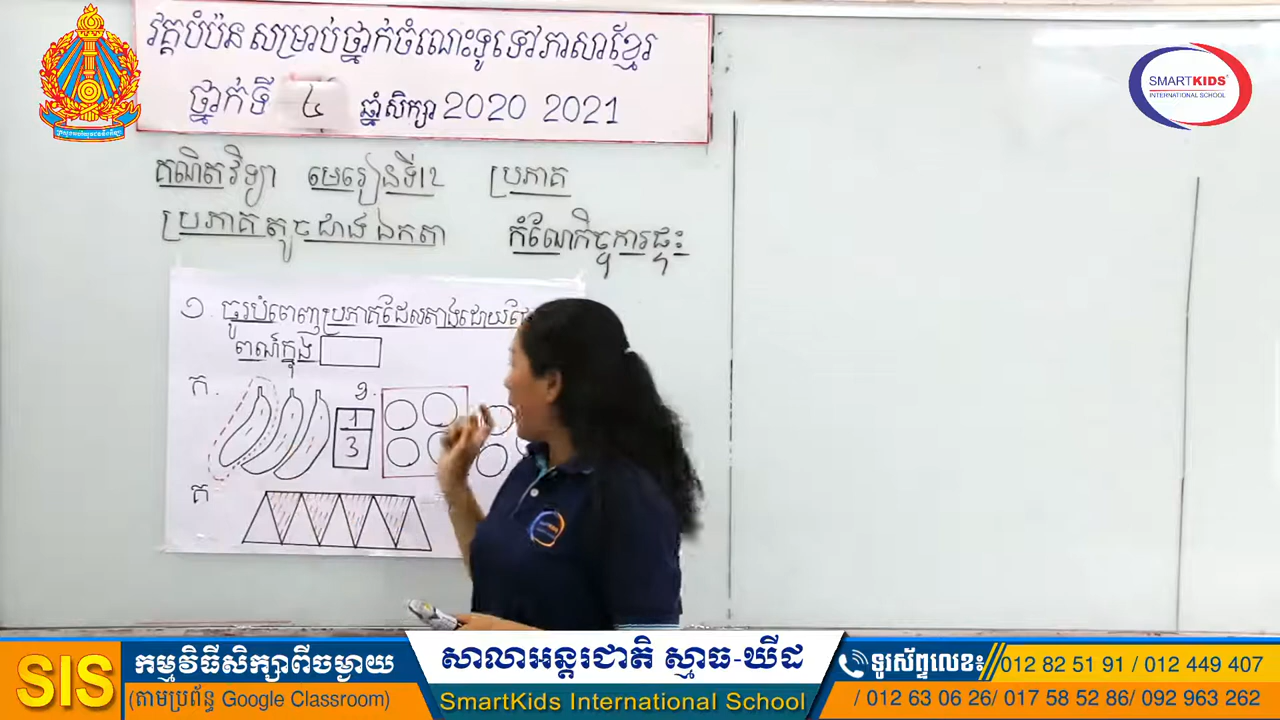 វគ្គបំប៉ន សម្រាប់ថ្នាក់ចំណេះទូទៅភាសាខ្មែរ
ថ្នាក់ទី ៤ ឆ្នាំសិក្សា 2020 2021
SMARTKIDS
INTERNATIONAL SCHOOL
គណិតវិទ្យា មេរៀនទី12 ប្រភាគ
ប្រភាគតូចជាងឯកតា កំណែកិច្ចការផ្ទះ
១. ចូរបំពេញប្រភាគដែលតាងដោយ
ពណ៌ក្នុង
ក. 1/3 ខ.
គ
SIS
កម្មវិធីសិក្សាពីចម្ងាយ
(តាមប្រព័ន្ធ Google Classroom)
សាលាអន្តរជាតិ ស្មាធ-ឃីដ
SmartKids International School
ទូរស័ព្ទលេខ៖ 012 82 51 91 / 012 449 407
/ 012 63 06 26/ 017 58 52 86/ 092 963 262